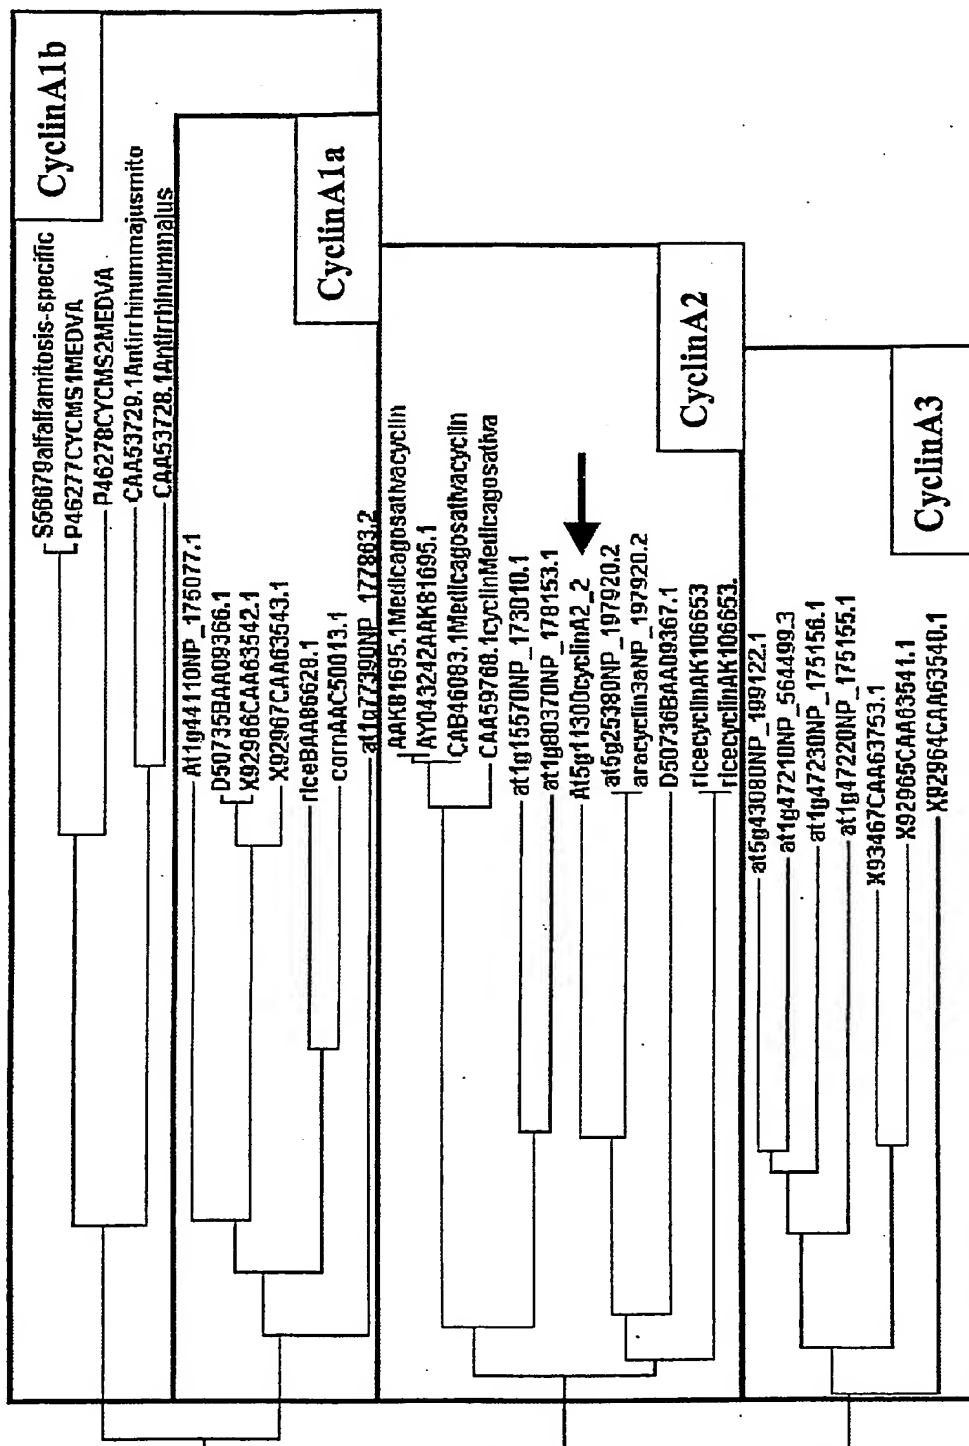 S56679alfalfamitosis-specific
P46277CYCMS1MEDVA
P46278CYCMS2MEDVA
CAA53729.1Antirrhinummajusmito
CAA53728.1Antirrhinummajus
CyclinA1b
At1g44110NP_175077.1
D50735BAA09366.1
X92966CAA63542.1
X92967CAA63543.1
riceBAA86628.1
cornAAC50013.1
at1g77390NP_177863.2
CyclinA1a
AAK81695.1Medicagosativacyclin
AY043242AAK81695.1
CAB46083.1Medicagosativacyclin
CAA59768.1cyclinMedicagosativa
at1g15570NP_173010.1
at1g80370NP_178153.1
At5g11300cyclinA2_2
at5g25380NP_197920.2
aracyclin3aNP_197920.2
D50736BAA09367.1
ricecyclinAK106653
ricecyclinAK106653.
CyclinA2
at5g43080NP_199122.1
at1g47210NP_564499.3
at1g47230NP_175156.1
at1g47220NP_175155.1
X93467CAA63753.1
X92965CAA63541.1
X92964CAA63540.1
CyclinA3